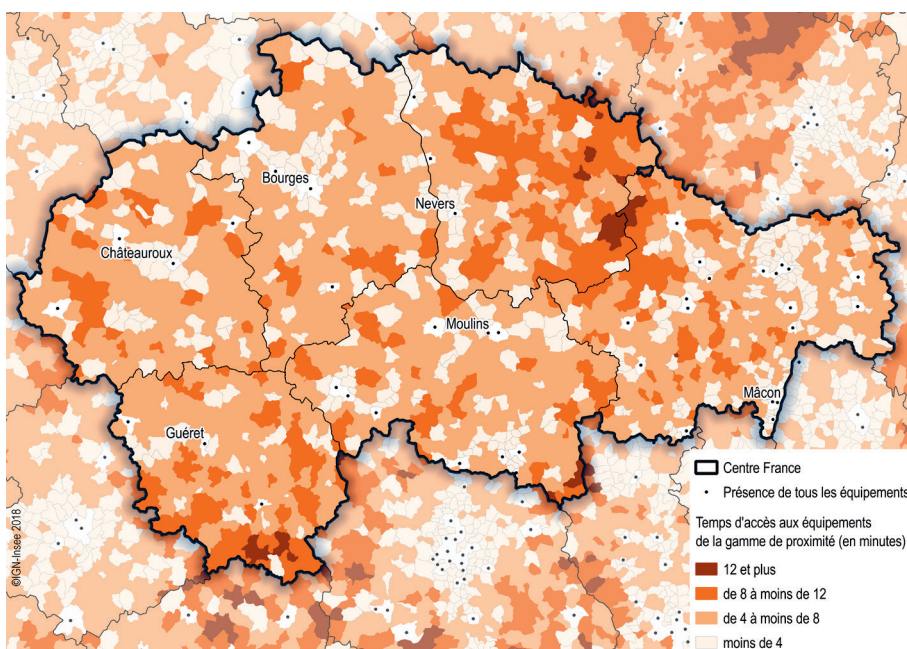 Bourges
Nevers
Châteauroux
Moulins
Mâcon
Guéret
Centre France
Présence de tous les équipements
Temps d'accès aux équipements
de la gamme de proximité (en minutes)
12 et plus
de 8 à moins de 12
de 4 à moins de 8
moins de 4
©IGN-Insee 2018